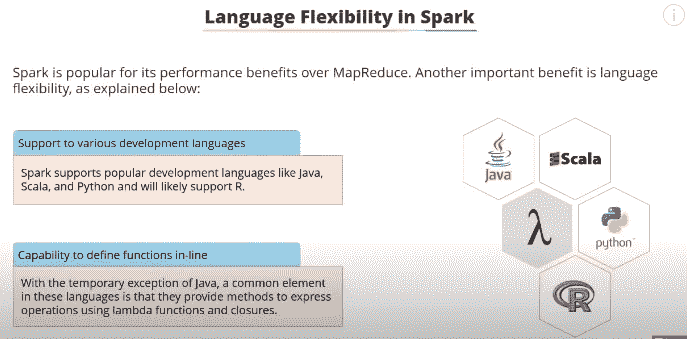 Language Flexibility in Spark
i
Spark is popular for its performance benefits over MapReduce. Another important benefit is language
flexibility, as explained below:
Support to various development languages
Spark supports popular development languages like Java,
Scala, and Python and will likely support R.
Java
Scala
λ
python
R
Capability to define functions in-line
With the temporary exception of Java, a common element
in these languages is that they provide methods to express
operations using lambda functions and closures.